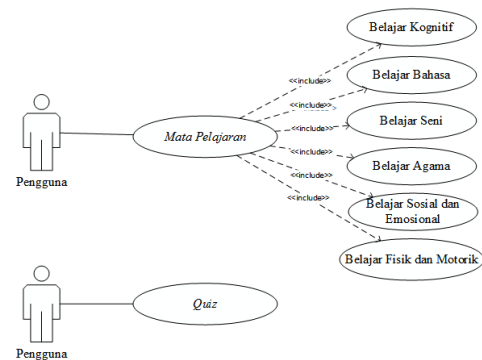 Belajar Kognitif
<<include>>
Belajar Bahasa
<<include>>
Belajar Seni
<<include>>
Mata Pelajaran
Pengguna
<<include>>
Belajar Agama
<<include>>
Belajar Sosial dan
Emosional
<<include>>
Belajar Fisik dan Motorik
Quiz
Pengguna